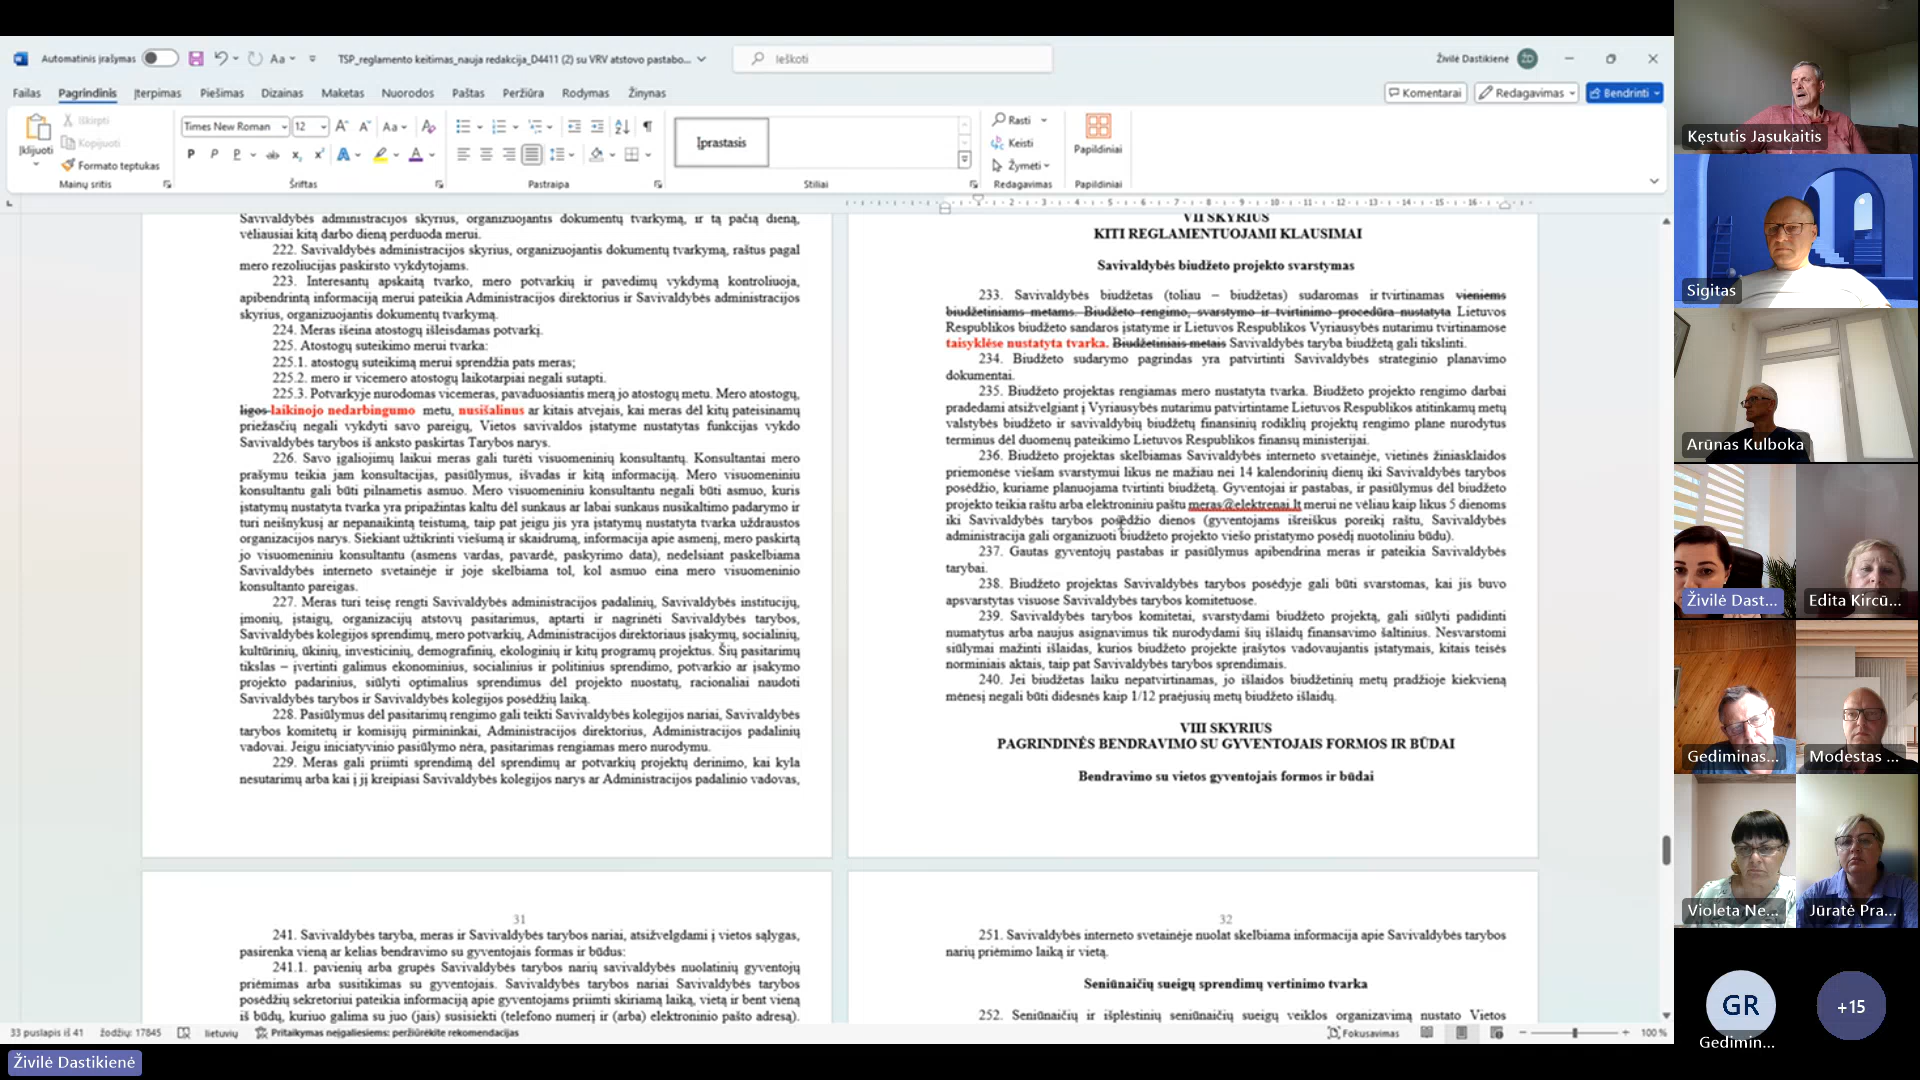 Automatinis įrašymas
TSP_reglamento keitimas_nauja redakcija_D4411 (2) su VRV atstovo pastabo...
Ieškoti
Živilė Dastikienė
ŽD
Failas Pagrindinis Įterpimas Piešimas Dizainas Maketas Nuorodos Paštas Peržiūra Rodymas Žinynas
Komentarai Redagavimas Bendrinti
Įklijuoti
Iškirpti
Kopijuoti
Formato teptukas
Mainų sritis
Times New Roman 12
Šriftas
Pastraipa
Įprastasis
Stiliai
Rasti
Keisti
Žymėti
Redagavimas
Papildiniai
Papildiniai
Savivaldybės administracijos skyrius, organizuojantis dokumentų tvarkymą, ir tą pačią dieną,
vėliausiai kitą darbo dieną perduoda merui.
222. Savivaldybės administracijos skyrius, organizuojantis dokumentų tvarkymą, raštus pagal
mero rezoliucijas paskirsto vykdytojams.
223. Interesantų apskaitą tvarko, mero potvarkių ir pavedimų vykdymą kontroliuoja,
apibendrintą informaciją merui pateikia Administracijos direktorius ir Savivaldybės administracijos
skyrius, organizuojantis dokumentų tvarkymą.
224. Meras išeina atostogų išleisdamas potvarkį.
225. Atostogų suteikimo merui tvarka:
225.1. atostogų suteikimą merui sprendžia pats meras;
225.2. mero ir vicemero atostogų laikotarpiai negali sutapti.
225.3. Potvarkyje nurodomas vicemeras, pavaduosiantis merą jo atostogų metu. Mero atostogų,
ligos laikinojo nedarbingumo metu, nusišalinus ar kitais atvejais, kai meras dėl kitų pateisinamų
priežasčių negali vykdyti savo pareigų, Vietos savivaldos įstatyme nustatytas funkcijas vykdo
Savivaldybės tarybos iš anksto paskirtas Tarybos narys.
226. Savo įgaliojimų laikui meras gali turėti visuomeninių konsultantų. Konsultantai mero
prašymu teikia jam konsultacijas, pasiūlymus, išvadas ir kitą informaciją. Mero visuomeniniu
konsultantu gali būti pilnametis asmuo. Mero visuomeniniu konsultantu negali būti asmuo, kuris
įstatymų nustatyta tvarka yra pripažintas kaltu dėl sunkaus ar labai sunkaus nusikaltimo padarymo ir
turi neišnykusį ar nepanaikintą teistumą, taip pat jeigu jis yra įstatymų nustatyta tvarka uždraustos
organizacijos narys. Siekiant užtikrinti viešumą ir skaidrumą, informacija apie asmenį, mero paskirtą
jo visuomeniniu konsultantu (asmens vardas, pavardė, paskyrimo data), nedelsiant paskelbiama
Savivaldybės interneto svetainėje ir joje skelbiama tol, kol asmuo eina mero visuomeninio
konsultanto pareigas.
227. Meras turi teisę rengti Savivaldybės administracijos padalinių, Savivaldybės institucijų,
įmonių, įstaigų, organizacijų atstovų pasitarimus, aptarti ir nagrinėti Savivaldybės tarybos,
Savivaldybės kolegijos sprendimų, mero potvarkių, Administracijos direktoriaus įsakymų, socialinių,
kultūrinių, ūkinių, investicinių, demografinių, ekologinių ir kitų programų projektus. Šių pasitarimų
tikslas – įvertinti galimus ekonominius, socialinius ir politinius sprendimo, potvarkio ar įsakymo
projekto padarinius, siūlyti optimalius sprendimus dėl projekto nuostatų, racionaliai naudoti
Savivaldybės tarybos ir Savivaldybės kolegijos posėdžių laiką.
228. Pasiūlymus dėl pasitarimų rengimo gali teikti Savivaldybės kolegijos nariai, Savivaldybės
tarybos komitetų ir komisijų pirmininkai, Administracijos direktorius, Administracijos padalinių
vadovai. Jeigu iniciatyvinio pasiūlymo nėra, pasitarimas rengiamas mero nurodymu.
229. Meras gali priimti sprendimą dėl sprendimų ar potvarkių projektų derinimo, kai kyla
nesutarimų arba kai į jį kreipiasi Savivaldybės kolegijos narys ar Administracijos padalinio vadovas,
VII SKYRIUS
KITI REGLAMENTUOJAMI KLAUSIMAI
Savivaldybės biudžeto projekto svarstymas
233. Savivaldybės biudžetas (toliau – biudžetas) sudaromas ir tvirtinamas vieniems
biudžetiniams metams. Biudžeto rengimo, svarstymo ir tvirtinimo procedūra nustatyta Lietuvos
Respublikos biudžeto sandaros įstatyme ir Lietuvos Respublikos Vyriausybės nutarimu tvirtinamose
taisyklėse nustatyta tvarka. Biudžetiniais metais Savivaldybės taryba biudžetą gali tikslinti.
234. Biudžeto sudarymo pagrindas yra patvirtinti Savivaldybės strateginio planavimo
dokumentai.
235. Biudžeto projektas rengiamas mero nustatyta tvarka. Biudžeto projekto rengimo darbai
pradedami atsižvelgiant į Vyriausybės nutarimu patvirtintame Lietuvos Respublikos atitinkamų metų
valstybės biudžeto ir savivaldybių biudžetų finansinių rodiklių projektų rengimo plane nurodytus
terminus dėl duomenų pateikimo Lietuvos Respublikos finansų ministerijai.
236. Biudžeto projektas skelbiamas Savivaldybės interneto svetainėje, vietinės žiniasklaidos
priemonėse viešam svarstymui likus ne mažiau nei 14 kalendorinių dienų iki Savivaldybės tarybos
posėdžio, kuriame planuojama tvirtinti biudžetą. Gyventojai ir pastabas, ir pasiūlymus dėl biudžeto
projekto teikia raštu arba elektroniniu paštu meras@elektrenai.lt merui ne vėliau kaip likus 5 dienoms
iki Savivaldybės tarybos posėdžio dienos (gyventojams išreiškus poreikį raštu, Savivaldybės
administracija gali organizuoti biudžeto projekto viešo pristatymo posėdį nuotoliniu būdu).
237. Gautas gyventojų pastabas ir pasiūlymus apibendrina meras ir pateikia Savivaldybės
tarybai.
238. Biudžeto projektas Savivaldybės tarybos posėdyje gali būti svarstomas, kai jis buvo
apsvarstytas visuose Savivaldybės tarybos komitetuose.
239. Savivaldybės tarybos komitetai, svarstydami biudžeto projektą, gali siūlyti padidinti
numatytus arba naujus asignavimus tik nurodydami šių išlaidų finansavimo šaltinius. Nesvarstomi
siūlymai mažinti išlaidas, kurios biudžeto projekte įrašytos vadovaujantis įstatymais, kitais teisės
norminiais aktais, taip pat Savivaldybės tarybos sprendimais.
240. Jei biudžetas laiku nepatvirtinamas, jo išlaidos biudžetinių metų pradžioje kiekvieną
mėnesį negali būti didesnės kaip 1/12 praėjusių metų biudžeto išlaidų.
VIII SKYRIUS
PAGRINDINĖS BENDRAVIMO SU GYVENTOJAIS FORMOS IR BŪDAI
Bendravimo su vietos gyventojais formos ir būdai
31
241. Savivaldybės taryba, meras ir Savivaldybės tarybos nariai, atsižvelgdami į vietos sąlygas,
pasirenka vieną ar kelias bendravimo su gyventojais formas ir būdus:
241.1. pavienių arba grupės Savivaldybės tarybos narių savivaldybės nuolatinių gyventojų
priėmimas arba susitikimas su gyventojais. Savivaldybės tarybos nariai Savivaldybės tarybos
posėdžių sekretoriui pateikia informaciją apie gyventojams priimti skiriamą laiką, vietą ir bent vieną
iš būdų, kuriuo galima su juo (jais) susisiekti (telefono numerį ir (arba) elektroninio pašto adresą).
32
251. Savivaldybės interneto svetainėje nuolat skelbiama informacija apie Savivaldybės tarybos
narių priėmimo laiką ir vietą.
Seniūnaičių sueigų sprendimų vertinimo tvarka
252. Seniūnaičių ir išplėstinių seniūnaičių sueigų veiklos organizavimą nustato Vietos
33 puslapis iš 41 žodžių: 17845 lietuvių Pritaikymas neįgaliesiems: peržiūrėkite rekomendacijas
Fokusavimas 100 %
Živilė Dastikienė
Kęstutis Jasukaitis
Sigitas
Arūnas Kulboka
Živilė Dast... Edita Kircū...
Gediminas... Modestas ...
Violeta Ne... Jūratė Pra...
GR +15
Gedimin...